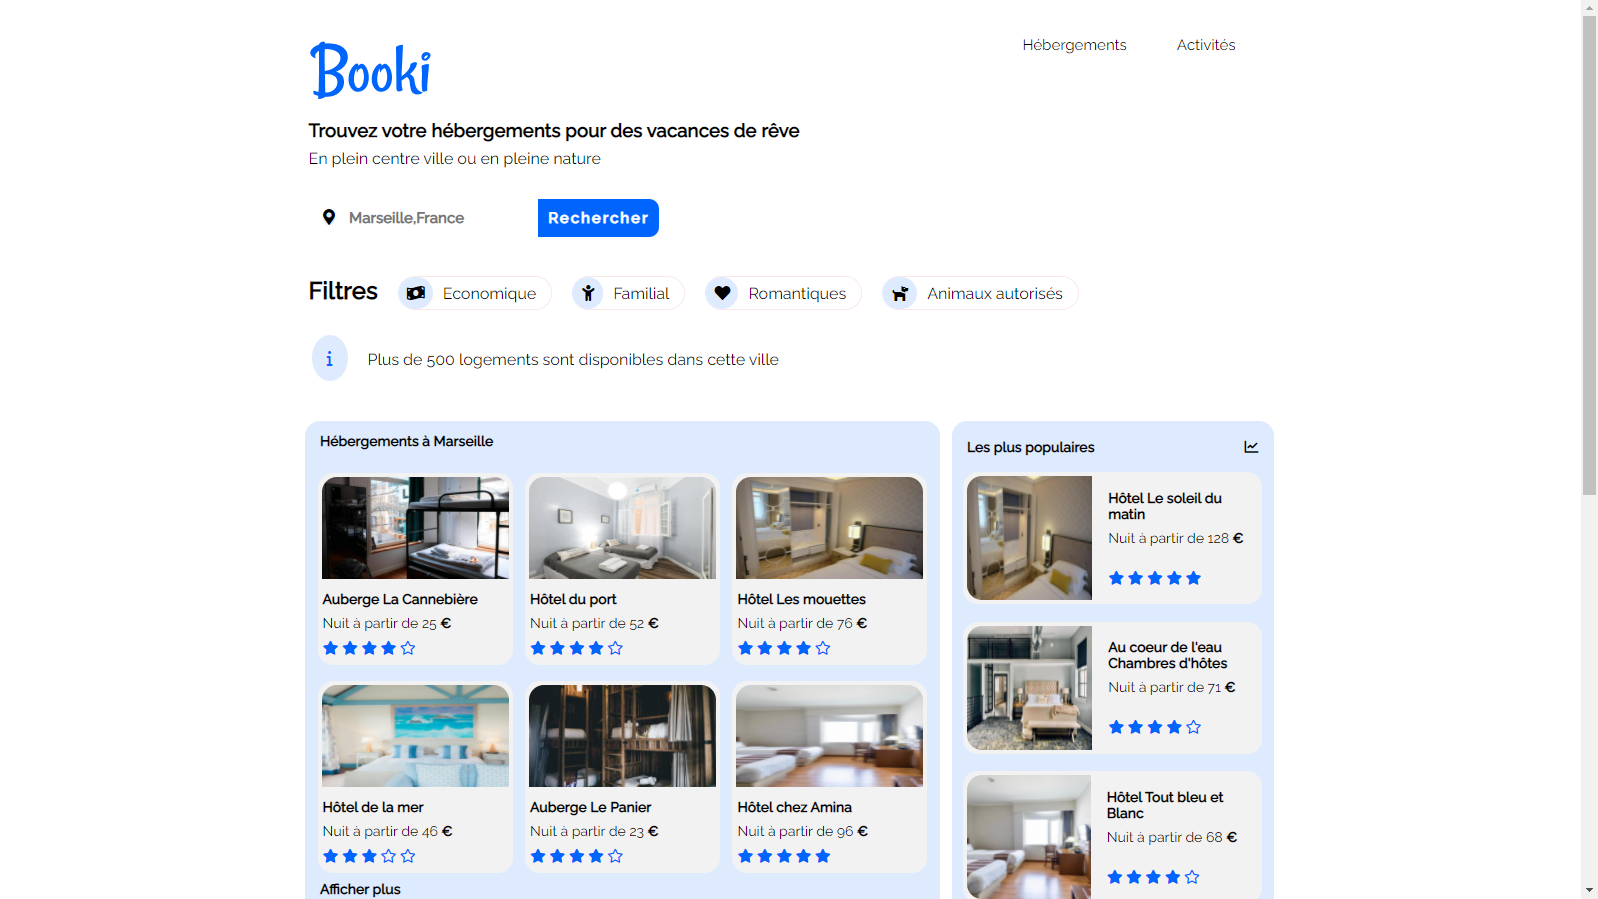 Booki
Hébergements
Activités
Trouvez votre hébergements pour des vacances de rêve
En plein centre ville ou en pleine nature
Marseille,France
Rechercher
Filtres
Economique
Familial
Romantiques
Animaux autorisés
i
Plus de 500 logements sont disponibles dans cette ville
Hébergements à Marseille
Auberge La Cannebière
Nuit à partir de 25 €
Hôtel du port
Nuit à partir de 52 €
Hôtel Les mouettes
Nuit à partir de 76 €
Hôtel de la mer
Nuit à partir de 46 €
Auberge Le Panier
Nuit à partir de 23 €
Hôtel chez Amina
Nuit à partir de 96 €
Afficher plus
Les plus populaires
Hôtel Le soleil du
matin
Nuit à partir de 128 €
Au coeur de l'eau
Chambres d'hôtes
Nuit à partir de 71 €
Hôtel Tout bleu et
Blanc
Nuit à partir de 68 €